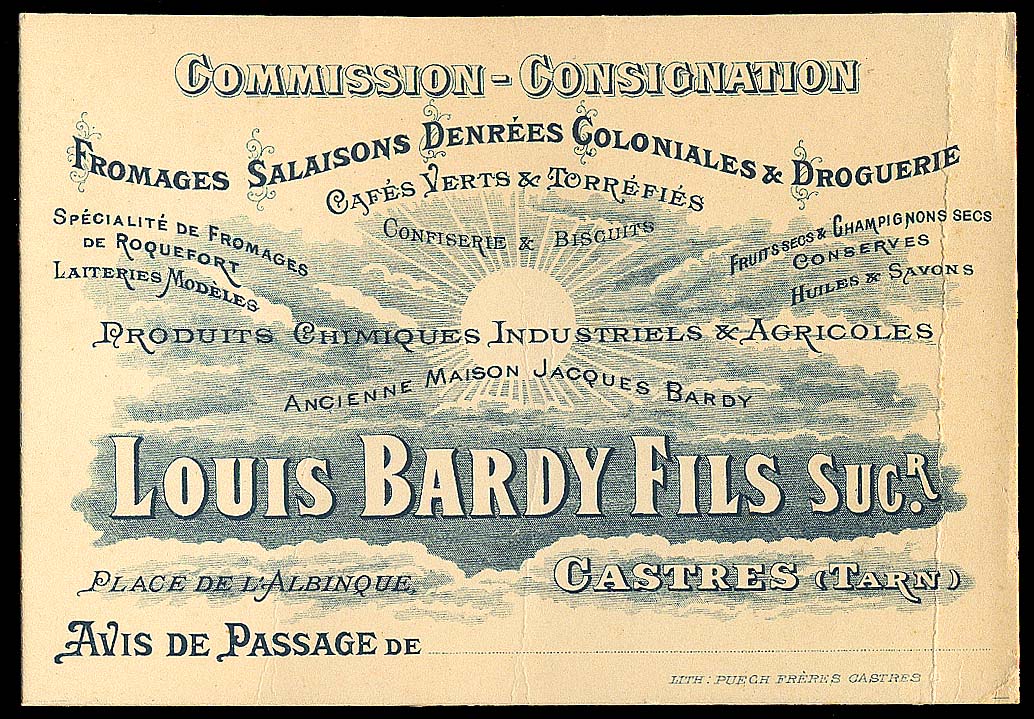 COMMISSION - CONSIGNATION
FROMAGES SALAISONS DENRÉES COLONIALES & DROGUERIE
CAFÉS VERTS & TORRÉFIÉS
CONFISERIE & BISCUITS
SPÉCIALITÉ DE FROMAGES
DE ROQUEFORT
LAITERIES MODÈLES
FRUITS SECS & CHAMPIGNONS SECS
CONSERVES
HUILES & SAVONS
PRODUITS CHIMIQUES INDUSTRIELS & AGRICOLES
ANCIENNE MAISON JACQUES BARDY
LOUIS BARDY FILS SUCR.
PLACE DE L'ALBINQUE,
CASTRES (TARN)
AVIS DE PASSAGE DE
LITH: PUECH FRÈRES CASTRES